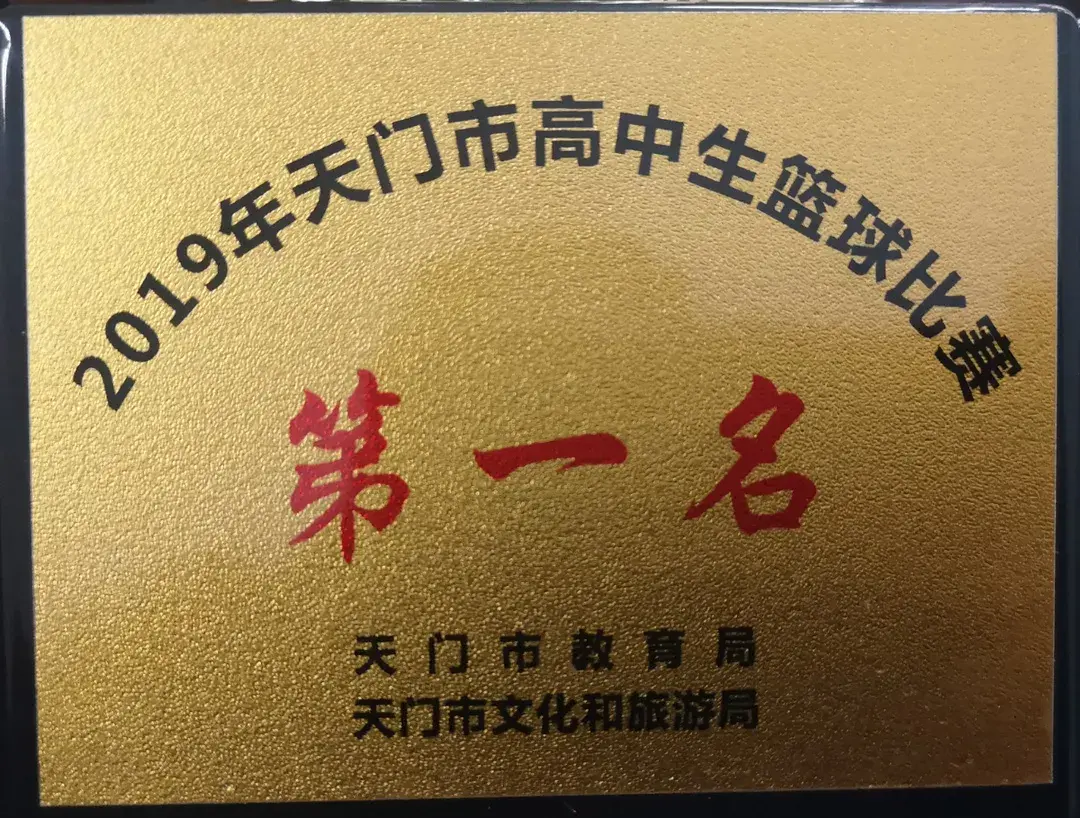 2019年天门市高中生篮球比赛
第一名
天门市教育局
天门市文化和旅游局